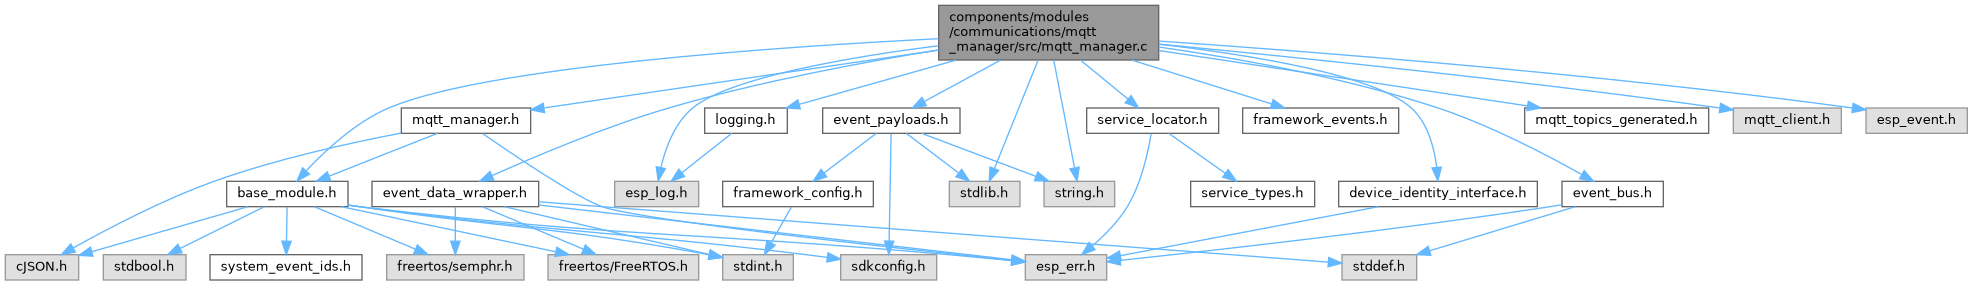 components/modules
/communications/mqtt
_manager/src/mqtt_manager.c
mqtt_manager.h
logging.h
event_payloads.h
service_locator.h
framework_events.h
mqtt_topics_generated.h
mqtt_client.h
esp_event.h
base_module.h
event_data_wrapper.h
esp_log.h
framework_config.h
stdlib.h
string.h
service_types.h
device_identity_interface.h
event_bus.h
cJSON.h
stdbool.h
system_event_ids.h
freertos/semphr.h
freertos/FreeRTOS.h
stdint.h
sdkconfig.h
esp_err.h
stddef.h